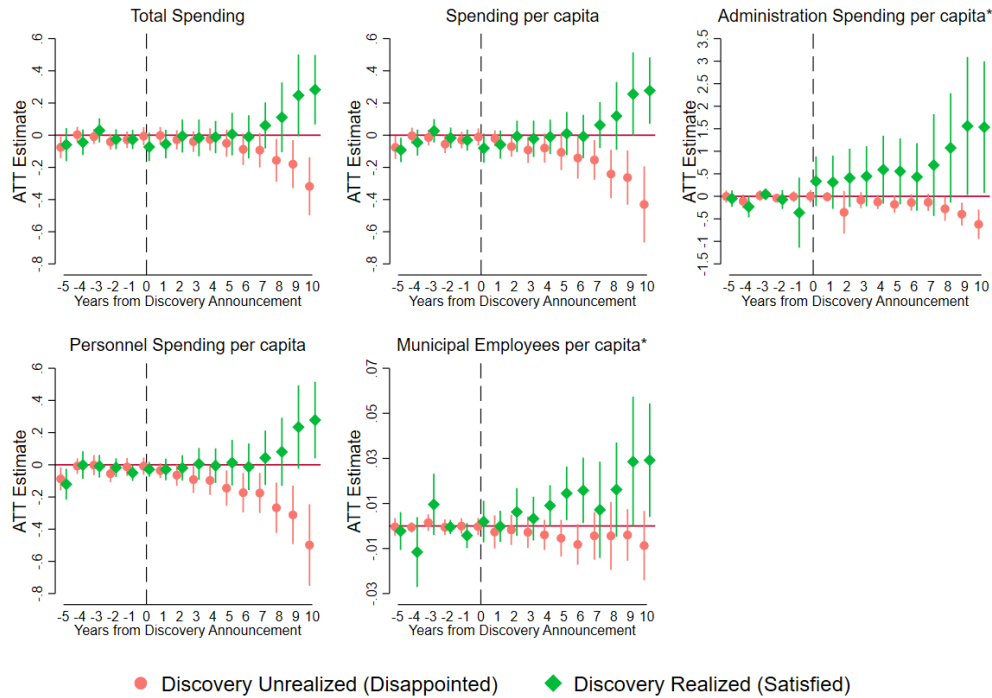 Total Spending
ATT Estimate
.6
.4
.2
0
-.2
-.4
-.6
-.8
-5 -4 -3 -2 -1 0 1 2 3 4 5 6 7 8 9 10
Years from Discovery Announcement
Spending per capita
ATT Estimate
.6
.4
.2
0
-.2
-.4
-.6
-.8
-5 -4 -3 -2 -1 0 1 2 3 4 5 6 7 8 9 10
Years from Discovery Announcement
Administration Spending per capita*
ATT Estimate
3.5
3
2.5
2
1.5
1
.5
0
-.5
-1
-1.5
-5 -4 -3 -2 -1 0 1 2 3 4 5 6 7 8 9 10
Years from Discovery Announcement
Personnel Spending per capita
ATT Estimate
.6
.4
.2
0
-.2
-.4
-.6
-.8
-5 -4 -3 -2 -1 0 1 2 3 4 5 6 7 8 9 10
Years from Discovery Announcement
Municipal Employees per capita*
ATT Estimate
.07
.05
.03
.01
-.01
-.03
-5 -4 -3 -2 -1 0 1 2 3 4 5 6 7 8 9 10
Years from Discovery Announcement
Discovery Unrealized (Disappointed)
Discovery Realized (Satisfied)